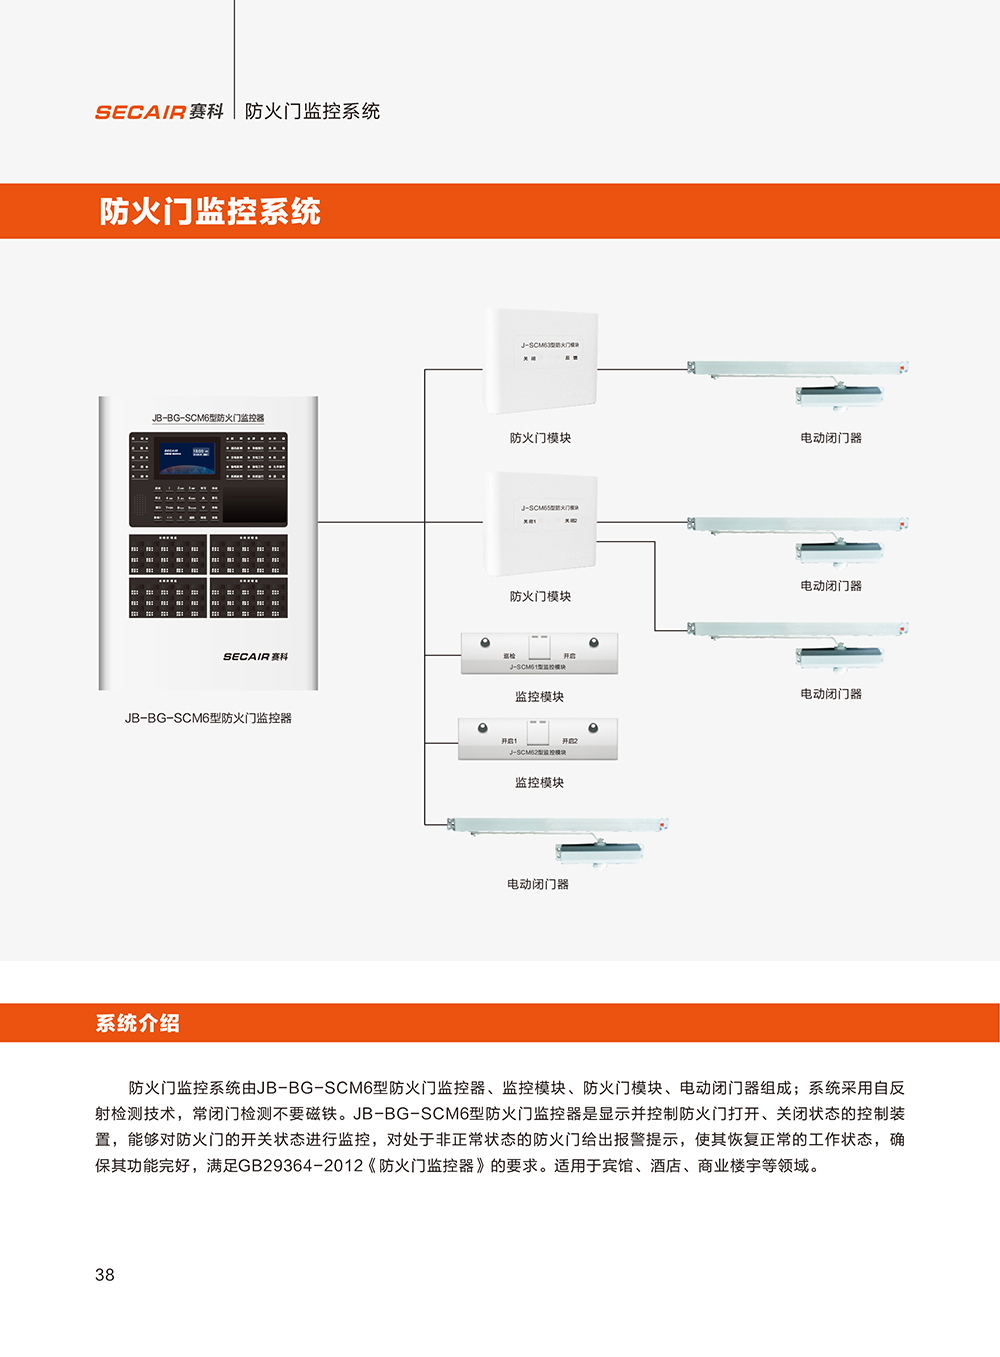 SECAIR 赛科 防火门监控系统
防火门监控系统
J-SCM63型防火门模块
防火门模块
电动闭门器
JB-BG-SCM6型防火门监控器
SECAIR
SECAIR 赛科
JB-BG-SCM6型防火门监控器
J-SCM65型防火门模块
关闭1 关闭2
防火门模块
电动闭门器
电动闭门器
巡检 开启
J-SCM61型监控模块
监控模块
开启1 开启2
J-SCM62型监控模块
监控模块
电动闭门器
系统介绍
防火门监控系统由JB-BG-SCM6型防火门监控器、监控模块、防火门模块、电动闭门器组成；系统采用自反
射检测技术，常闭门检测不要磁铁。JB-BG-SCM6型防火门监控器是显示并控制防火门打开、关闭状态的控制装
置，能够对防火门的开关状态进行监控，对处于非正常状态的防火门给出报警提示，使其恢复正常的工作状态，确
保其功能完好，满足GB29364-2012《防火门监控器》的要求。适用于宾馆、酒店、商业楼宇等领域。
38